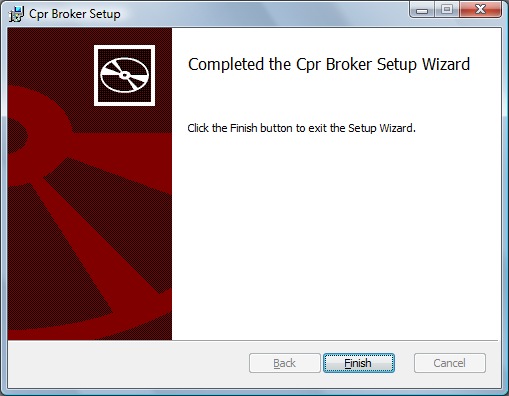 Cpr Broker Setup
Completed the Cpr Broker Setup Wizard
Click the Finish button to exit the Setup Wizard.
Back Finish Cancel